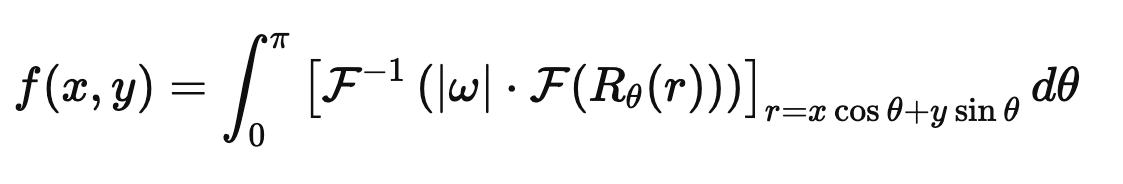 f(x, y) = ∫₀^π [ℱ⁻¹ (|ω| · ℱ(R_θ(r)))]_{r=x cos θ+y sin θ} dθ